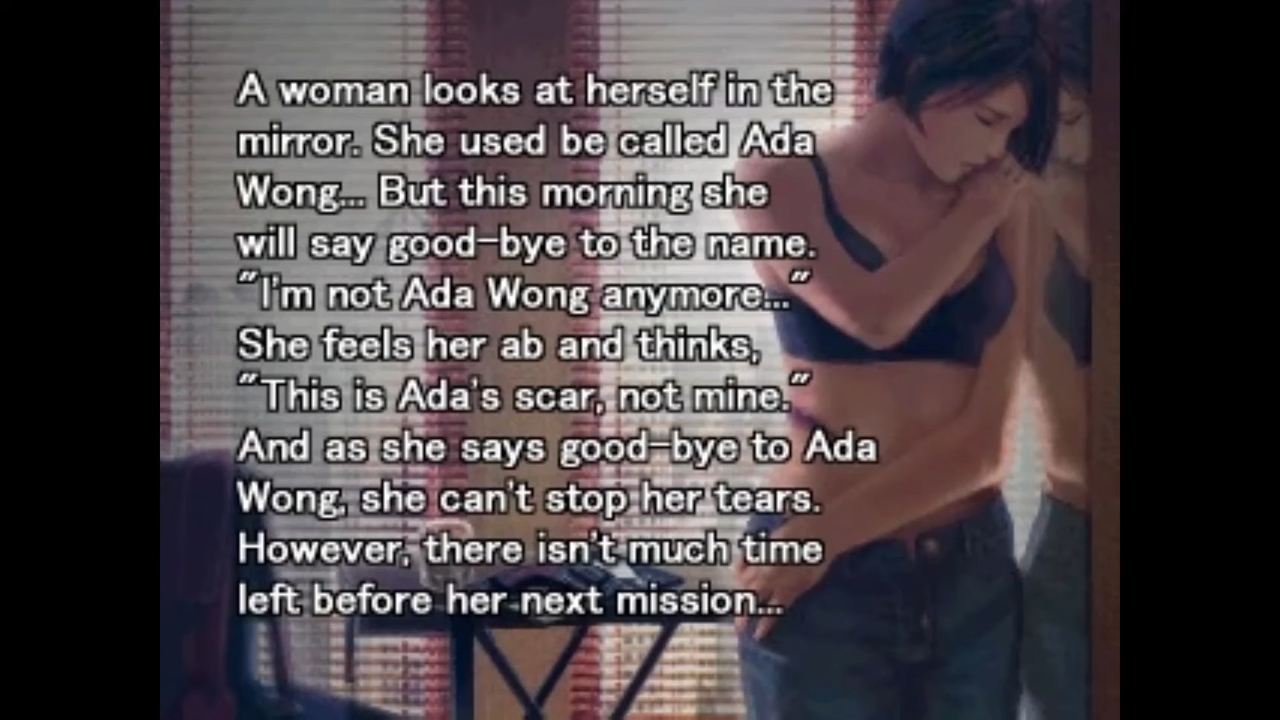 A woman looks at herself in the
mirror. She used be called Ada
Wong... But this morning she
will say good-bye to the name.
"I'm not Ada Wong anymore..."
She feels her ab and thinks,
"This is Ada's scar, not mine."
And as she says good-bye to Ada
Wong, she can't stop her tears.
However, there isn't much time
left before her next mission...